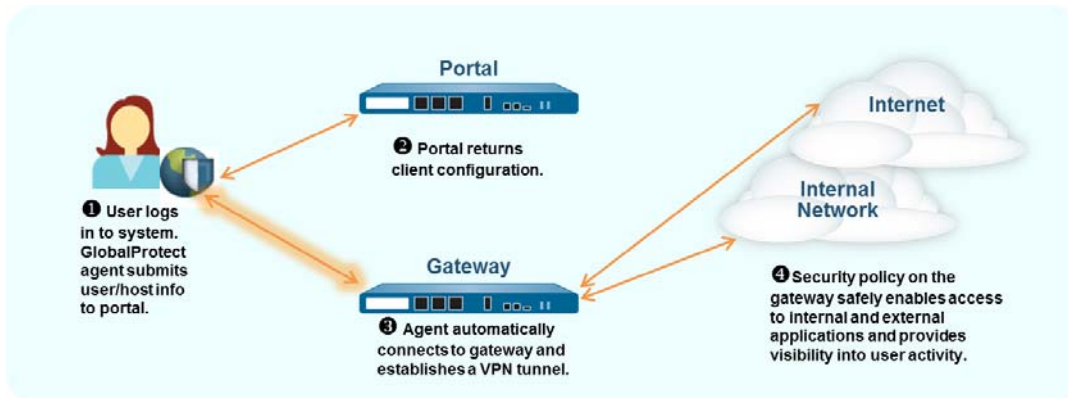 Portal
❷ Portal returns
client configuration.
❶ User logs
in to system.
GlobalProtect
agent submits
user/host info
to portal.
Gateway
❸ Agent automatically
connects to gateway and
establishes a VPN tunnel.
Internet
Internal
Network
❹ Security policy on the
gateway safely enables access
to internal and external
applications and provides
visibility into user activity.